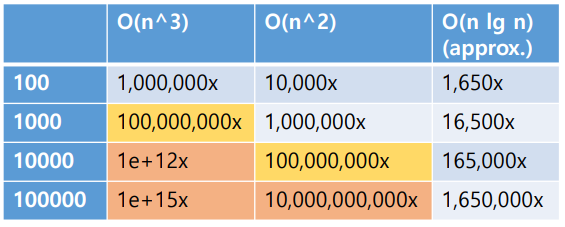 O(n^3) O(n^2) O(n lg n)
(approx.)
100 1,000,000x 10,000x 1,650x
1000 100,000,000x 1,000,000x 16,500x
10000 1e+12x 100,000,000x 165,000x
100000 1e+15x 10,000,000,000x 1,650,000x